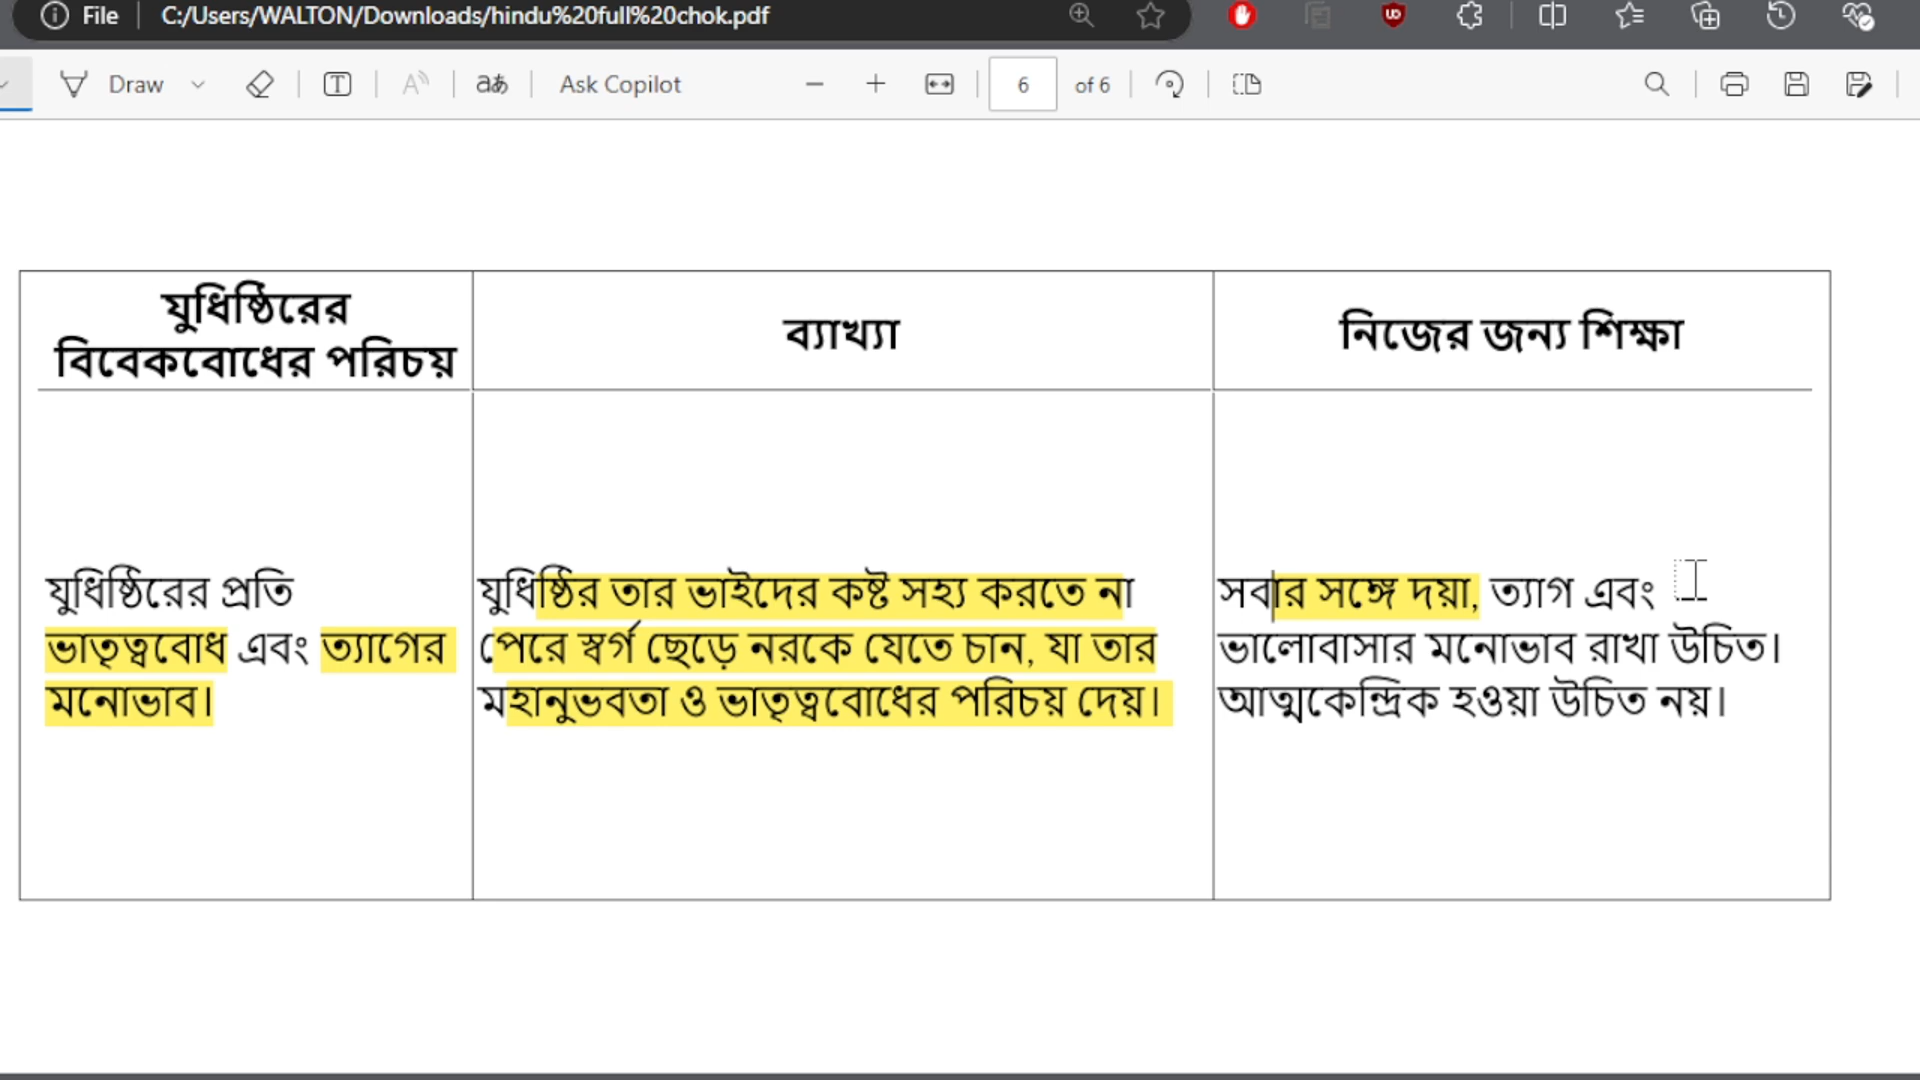 File C:/Users/WALTON/Downloads/hindu%20full%20chok.pdf
Draw aあ Ask Copilot 6 of 6
যুধিষ্ঠিরের
বিবেকবোধের পরিচয়
ব্যাখ্যা
নিজের জন্য শিক্ষা
যুধিষ্ঠিরের প্রতি
ভাতৃত্ববোধ এবং ত্যাগের
মনোভাব।
যুধিষ্ঠির তার ভাইদের কষ্ট সহ্য করতে না
পেরে স্বর্গ ছেড়ে নরকে যেতে চান, যা তার
মহানুভবতা ও ভাতৃত্ববোধের পরিচয় দেয়।
সবার সঙ্গে দয়া, ত্যাগ এবং
ভালোবাসার মনোভাব রাখা উচিত।
আত্মকেন্দ্রিক হওয়া উচিত নয়।